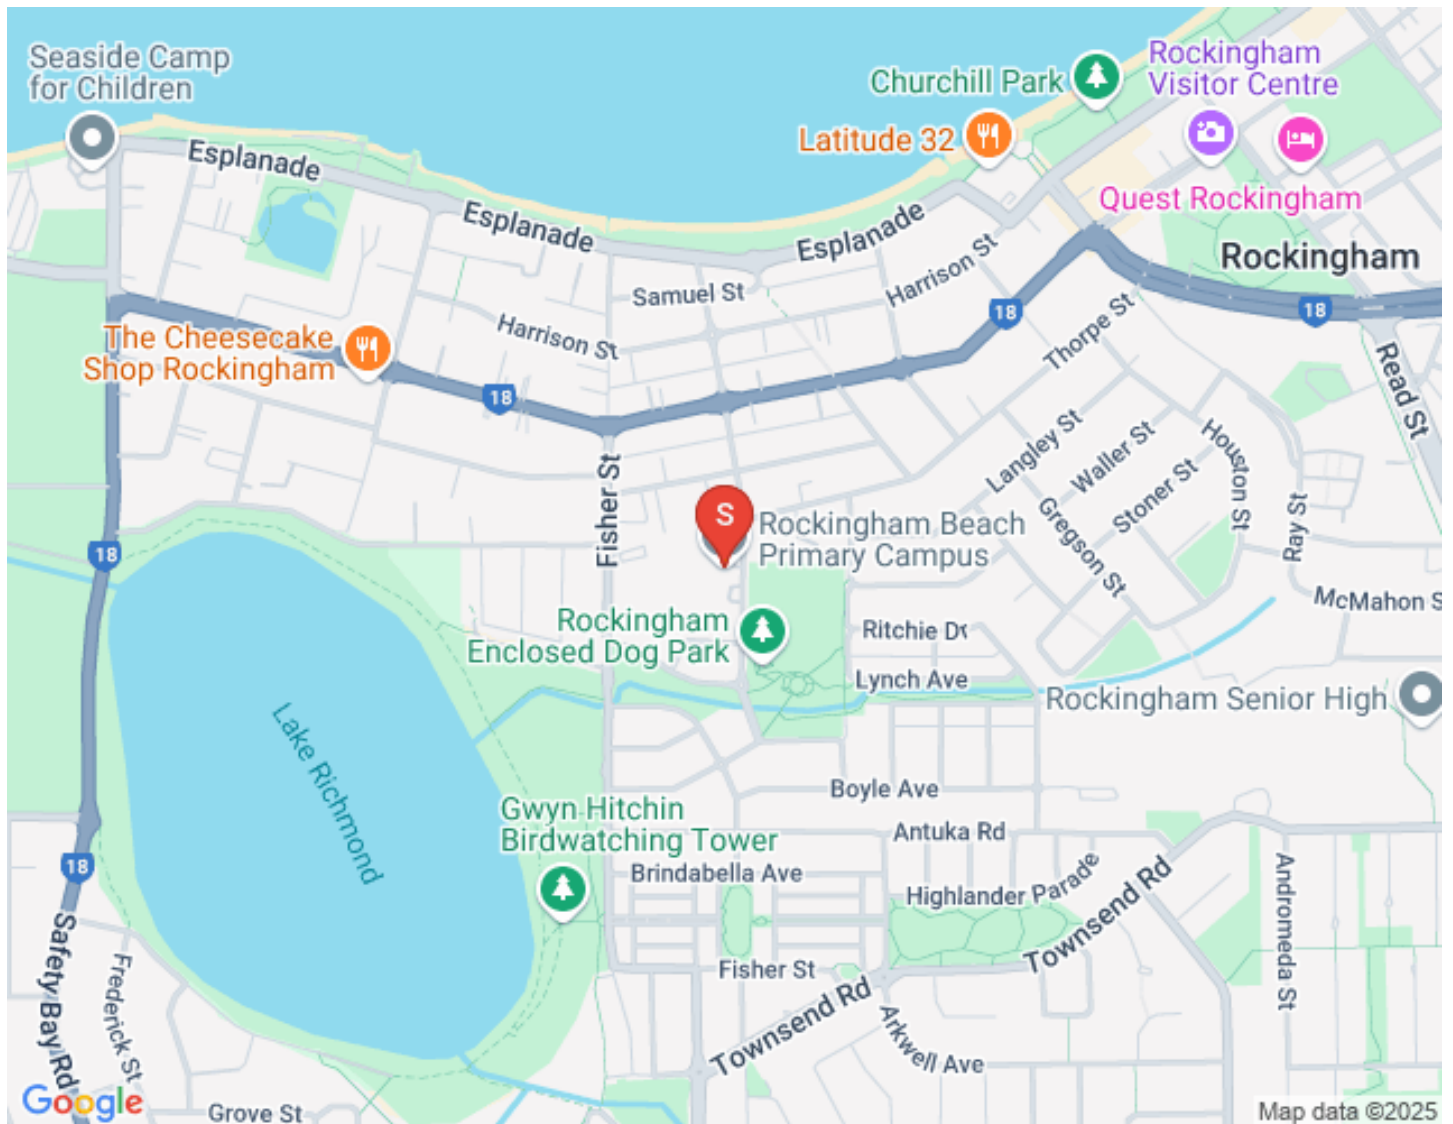 Seaside Camp
for Children
Churchill Park
Rockingham
Visitor Centre
Latitude 32
Quest Rockingham
Esplanade
Esplanade
Esplanade
Harrison St
Rockingham
Samuel St
18
18
Harrison St
Thorpe St
The Cheesecake
Shop Rockingham
18
Read St
Langley St
Waller St
Houston St
Stoner St
Fisher St
S
Rockingham Beach
Primary Campus
Gregson St
Ray St
18
McMahon S
Rockingham
Enclosed Dog Park
Ritchie Dr
Lynch Ave
Rockingham Senior High
Lake Richmond
Boyle Ave
Gwyn Hitchin
Birdwatching Tower
Antuka Rd
18
Brindabella Ave
Highlander Parade
Andromeda St
Townsend Rd
Safety Bay Rd
Frederick St
Fisher St
Townsend Rd
Arkwell Ave
Google
Grove St
Map data ©2025